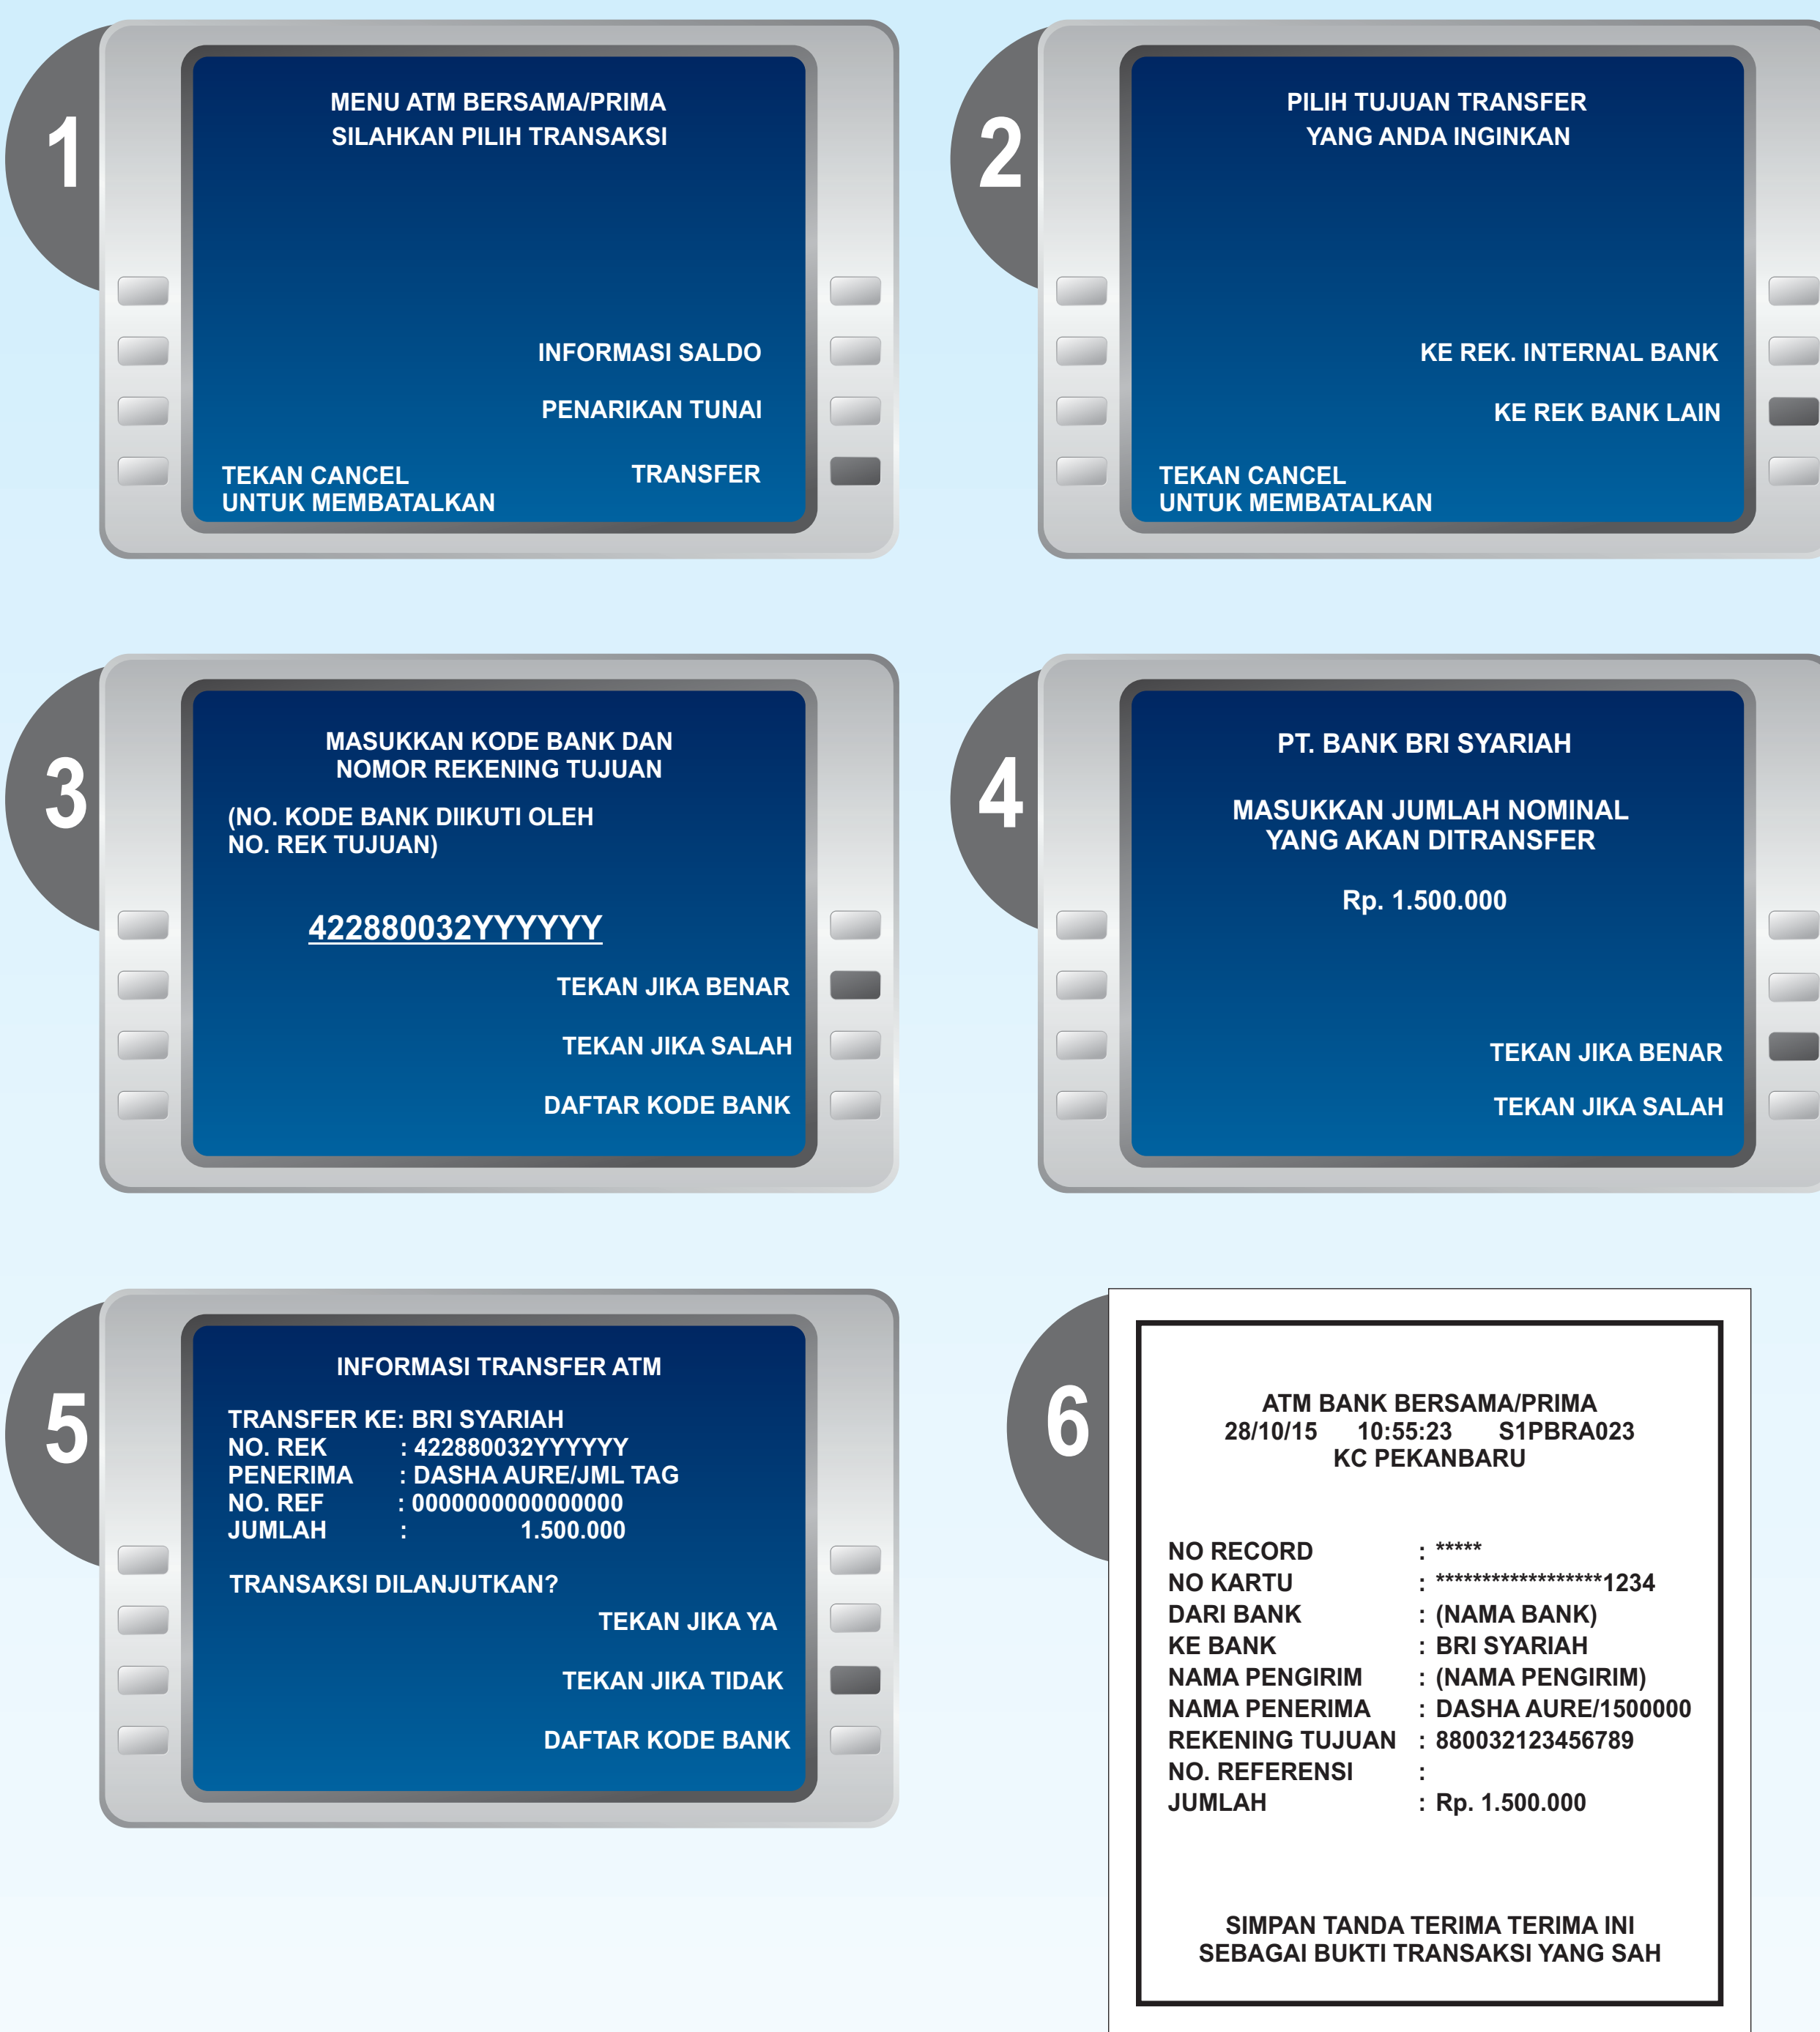 1
MENU ATM BERSAMA/PRIMA
SILAHKAN PILIH TRANSAKSI
INFORMASI SALDO
PENARIKAN TUNAI
TRANSFER
TEKAN CANCEL
UNTUK MEMBATALKAN
2
PILIH TUJUAN TRANSFER
YANG ANDA INGINKAN
KE REK. INTERNAL BANK
KE REK BANK LAIN
TEKAN CANCEL
UNTUK MEMBATALKAN
3
MASUKKAN KODE BANK DAN
NOMOR REKENING TUJUAN
(NO. KODE BANK DIIKUTI OLEH
NO. REK TUJUAN)
422880032YYYYYY
TEKAN JIKA BENAR
TEKAN JIKA SALAH
DAFTAR KODE BANK
4
PT. BANK BRI SYARIAH
MASUKKAN JUMLAH NOMINAL
YANG AKAN DITRANSFER
Rp. 1.500.000
TEKAN JIKA BENAR
TEKAN JIKA SALAH
5
INFORMASI TRANSFER ATM
TRANSFER KE: BRI SYARIAH
NO. REK : 422880032YYYYYY
PENERIMA : DASHA AURE/JML TAG
NO. REF : 0000000000000000
JUMLAH : 1.500.000
TRANSAKSI DILANJUTKAN?
TEKAN JIKA YA
TEKAN JIKA TIDAK
DAFTAR KODE BANK
6
ATM BANK BERSAMA/PRIMA
28/10/15 10:55:23 S1PBRA023
KC PEKANBARU
NO RECORD : *****
NO KARTU : ******************1234
DARI BANK : (NAMA BANK)
KE BANK : BRI SYARIAH
NAMA PENGIRIM : (NAMA PENGIRIM)
NAMA PENERIMA : DASHA AURE/1500000
REKENING TUJUAN : 880032123456789
NO. REFERENSI :
JUMLAH : Rp. 1.500.000
SIMPAN TANDA TERIMA TERIMA INI
SEBAGAI BUKTI TRANSAKSI YANG SAH